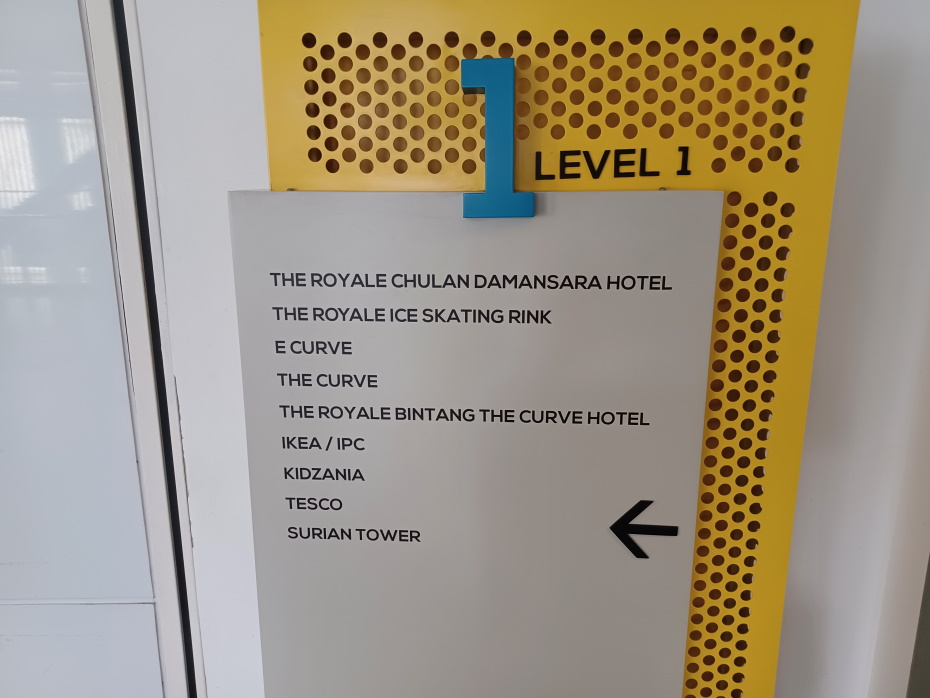 1
LEVEL 1
THE ROYALE CHULAN DAMANSARA HOTEL
THE ROYALE ICE SKATING RINK
E CURVE
THE CURVE
THE ROYALE BINTANG THE CURVE HOTEL
IKEA / IPC
KIDZANIA
TESCO
SURIAN TOWER